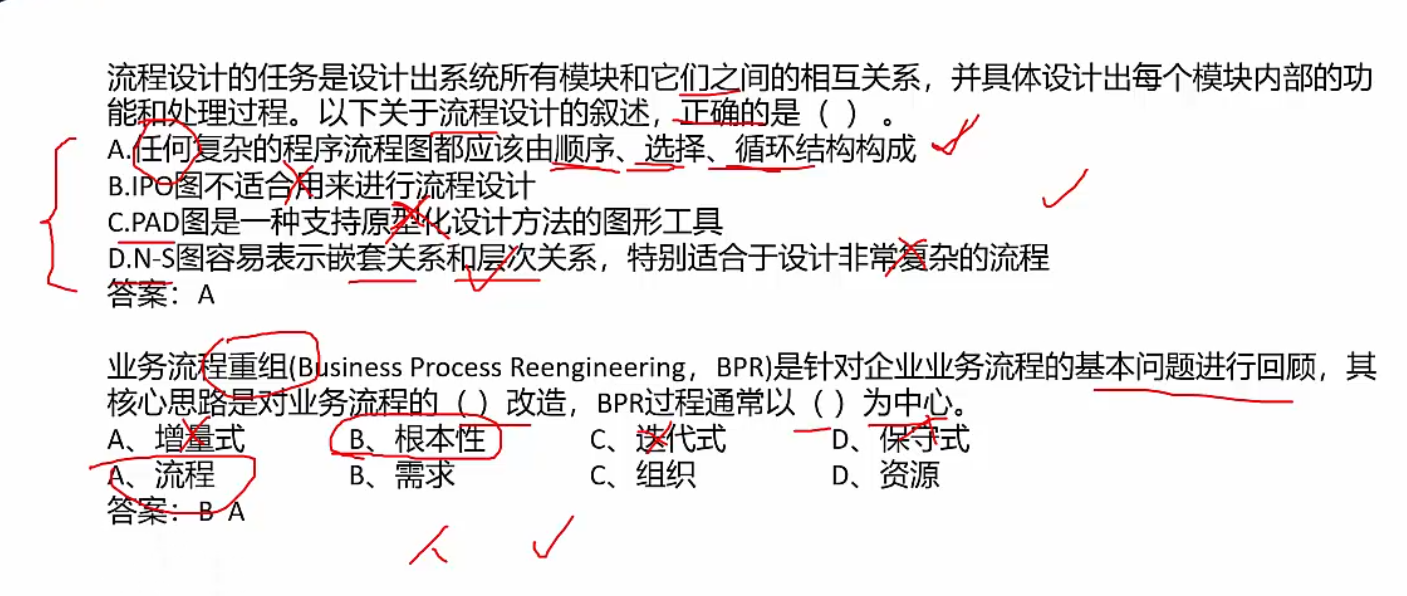 流程设计的任务是设计出系统所有模块和它们之间的相互关系，并具体设计出每个模块内部的功
能和处理过程。以下关于流程设计的叙述，正确的是（ ）。
A.任何复杂的程序流程图都应该由顺序、选择、循环结构构成
B.IPO图不适合用来进行流程设计
C.PAD图是一种支持原型化设计方法的图形工具
D.N-S图容易表示嵌套关系和层次关系，特别适合于设计非常复杂的流程
答案：A
业务流程重组(Business Process Reengineering，BPR)是针对企业业务流程的基本问题进行回顾，其
核心思路是对业务流程的（ ）改造，BPR过程通常以（ ）为中心。
A、增量式 B、根本性 C、迭代式 D、保守式
A、流程 B、需求 C、组织 D、资源
答案：B A